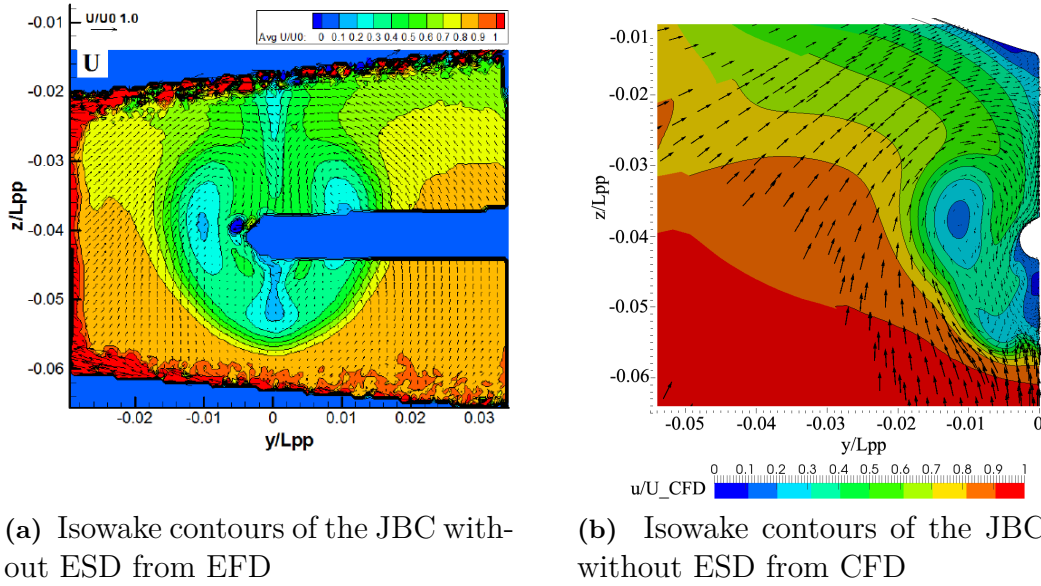 U/U0 1.0
Avg U/U0: 0 0.1 0.2 0.3 0.4 0.5 0.6 0.7 0.8 0.9 1
U
-0.01
-0.02
-0.03
-0.04
-0.05
-0.06
z/Lpp
-0.02 -0.01 0 0.01 0.02 0.03
y/Lpp
-0.01
-0.02
-0.03
-0.04
-0.05
-0.06
z/Lpp
-0.05 -0.04 -0.03 -0.02 -0.01 0
y/Lpp
0 0.1 0.2 0.3 0.4 0.5 0.6 0.7 0.8 0.9 1
u/U_CFD
(a) Isowake contours of the JBC with-
out ESD from EFD
(b) Isowake contours of the JBC
without ESD from CFD